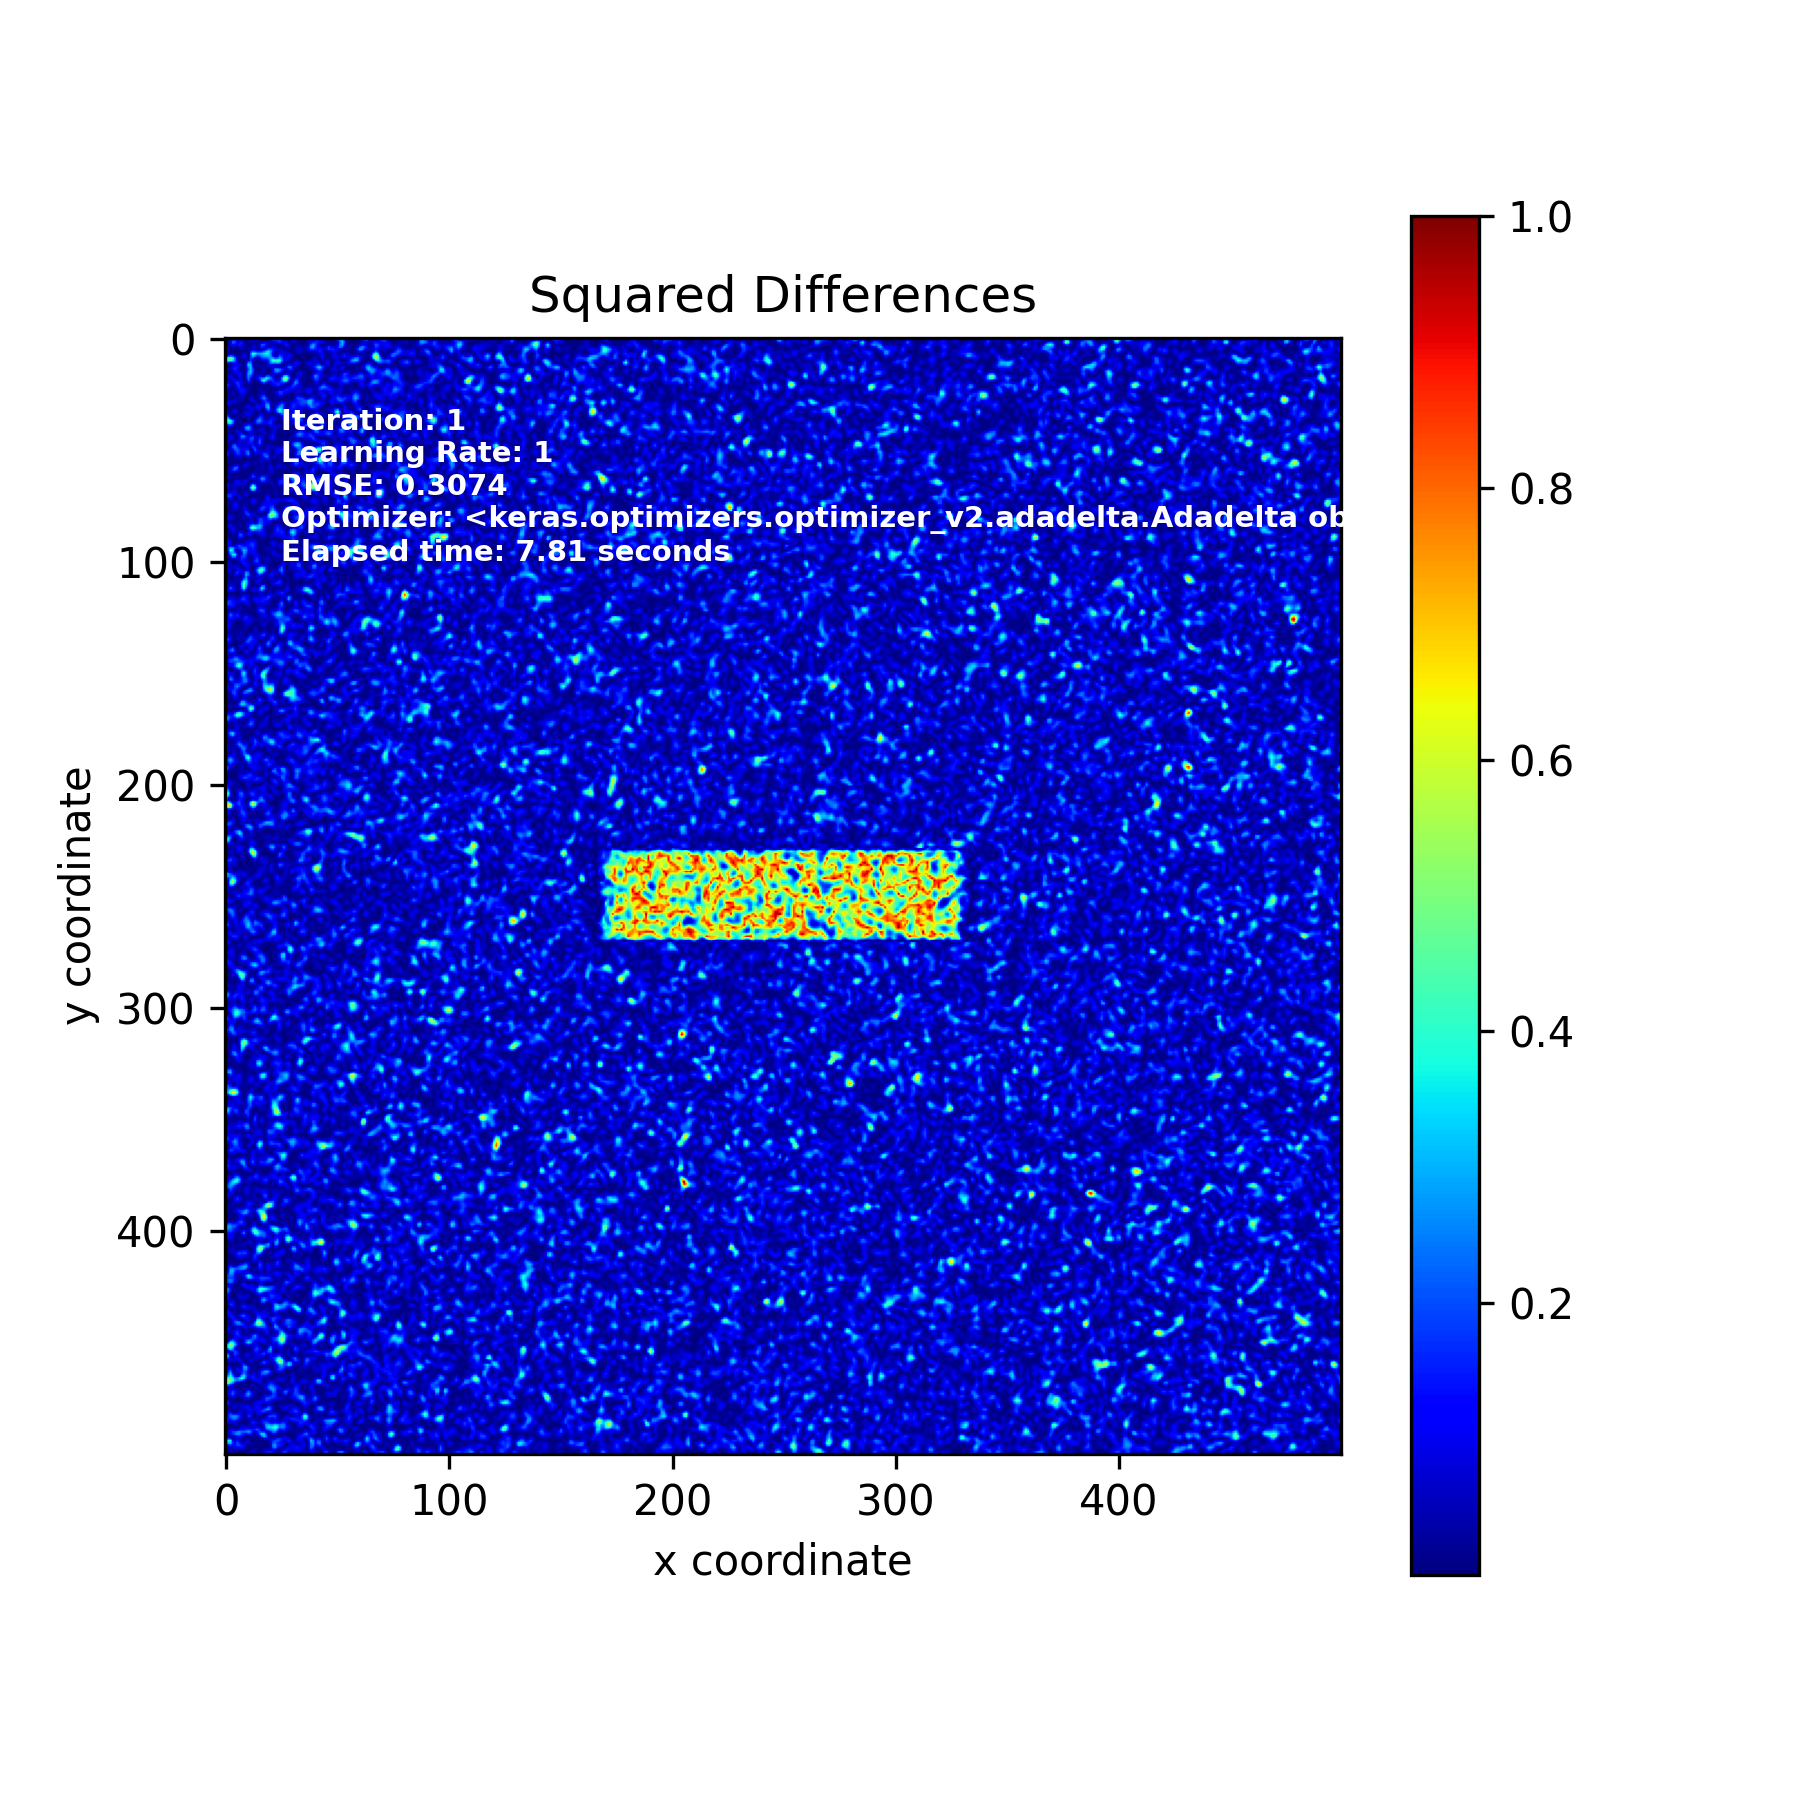 Squared Differences
Iteration: 1
Learning Rate: 1
RMSE: 0.3074
Optimizer: <keras.optimizers.optimizer_v2.adadelta.Adadelta ob
Elapsed time: 7.81 seconds
0
100
200
300
400
y coordinate
0 100 200 300 400
x coordinate
1.0
0.8
0.6
0.4
0.2